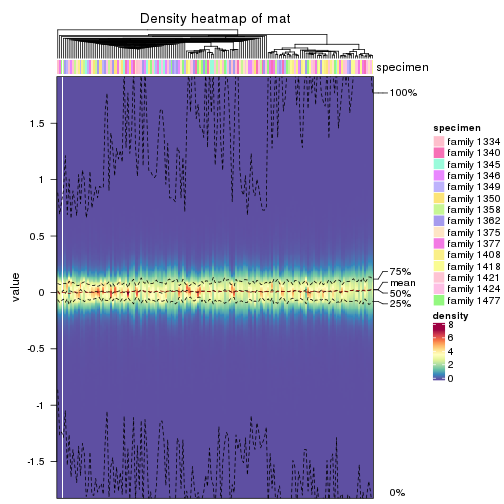 Density heatmap of mat
specimen
100%
value
1.5
1
0.5
0
-0.5
-1
-1.5
75%
mean
50%
25%
0%
specimen
family 1334
family 1340
family 1345
family 1346
family 1349
family 1350
family 1358
family 1362
family 1375
family 1377
family 1408
family 1418
family 1421
family 1424
family 1477
density
8
6
4
2
0